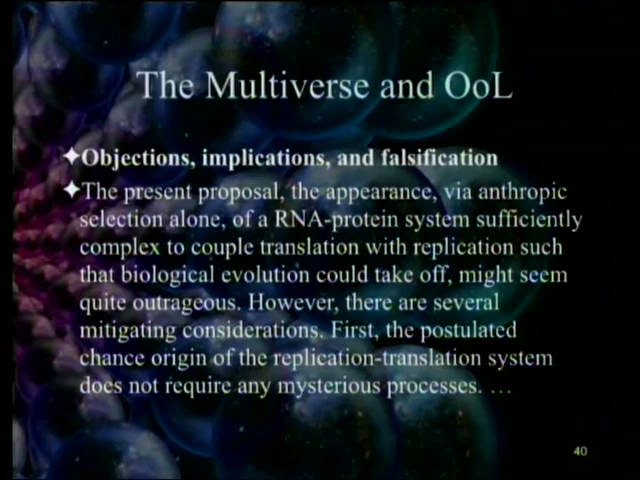 The Multiverse and OoL
✦Objections, implications, and falsification
✦The present proposal, the appearance, via anthropic
selection alone, of a RNA-protein system sufficiently
complex to couple translation with replication such
that biological evolution could take off, might seem
quite outrageous. However, there are several
mitigating considerations. First, the postulated
chance origin of the replication-translation system
does not require any mysterious processes. …
40